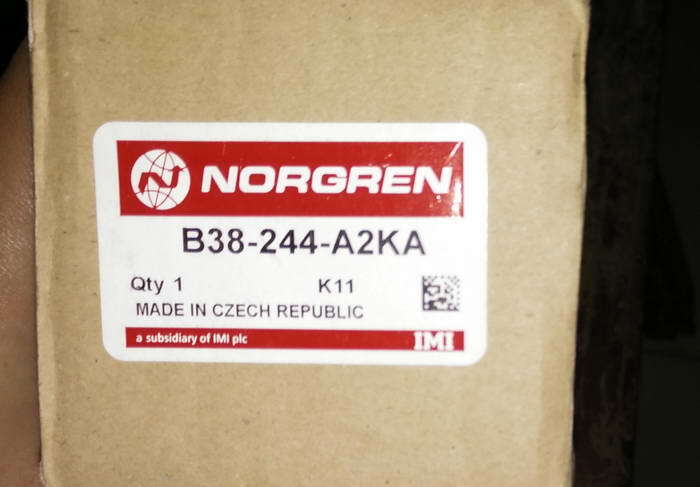 NORGREN
B38-244-A2KA
Qty 1 K11
MADE IN CZECH REPUBLIC
a subsidiary of IMI plc IMI